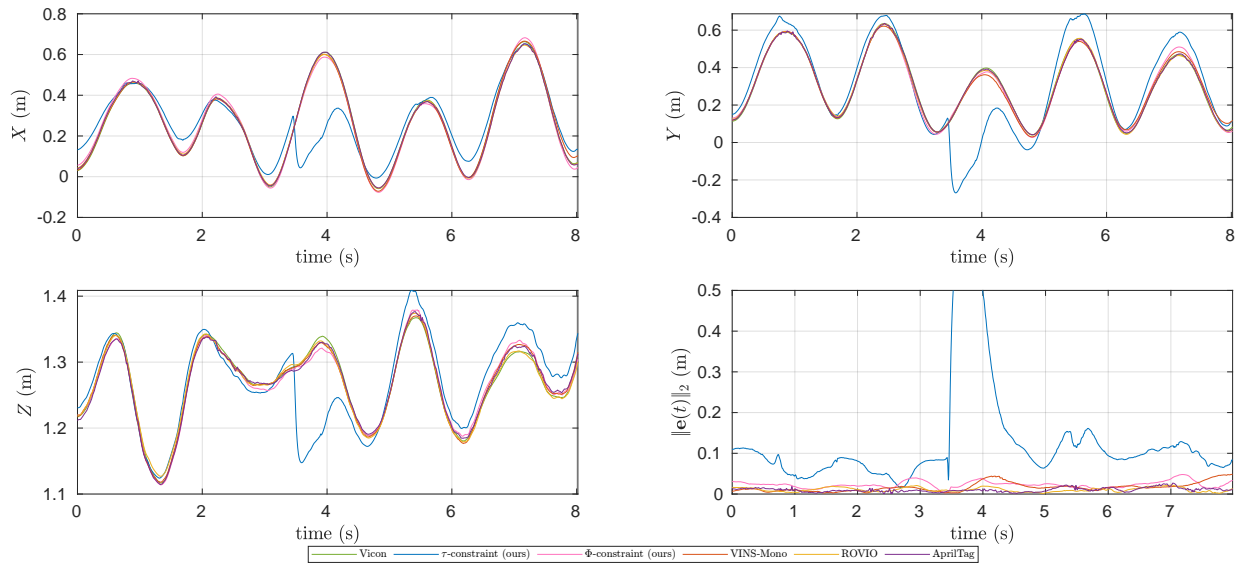 0.8
0.6
0.4
0.2
0
-0.2
X (m)
0 2 4 6 8
time (s)
0.6
0.4
0.2
0
-0.2
-0.4
Y (m)
0 2 4 6 8
time (s)
1.4
1.3
1.2
1.1
Z (m)
0 2 4 6 8
time (s)
0.5
0.4
0.3
0.2
0.1
0
‖e(t)‖₂ (m)
0 1 2 3 4 5 6 7
time (s)
Vicon τ-constraint (ours) Φ-constraint (ours) VINS-Mono ROVIO AprilTag